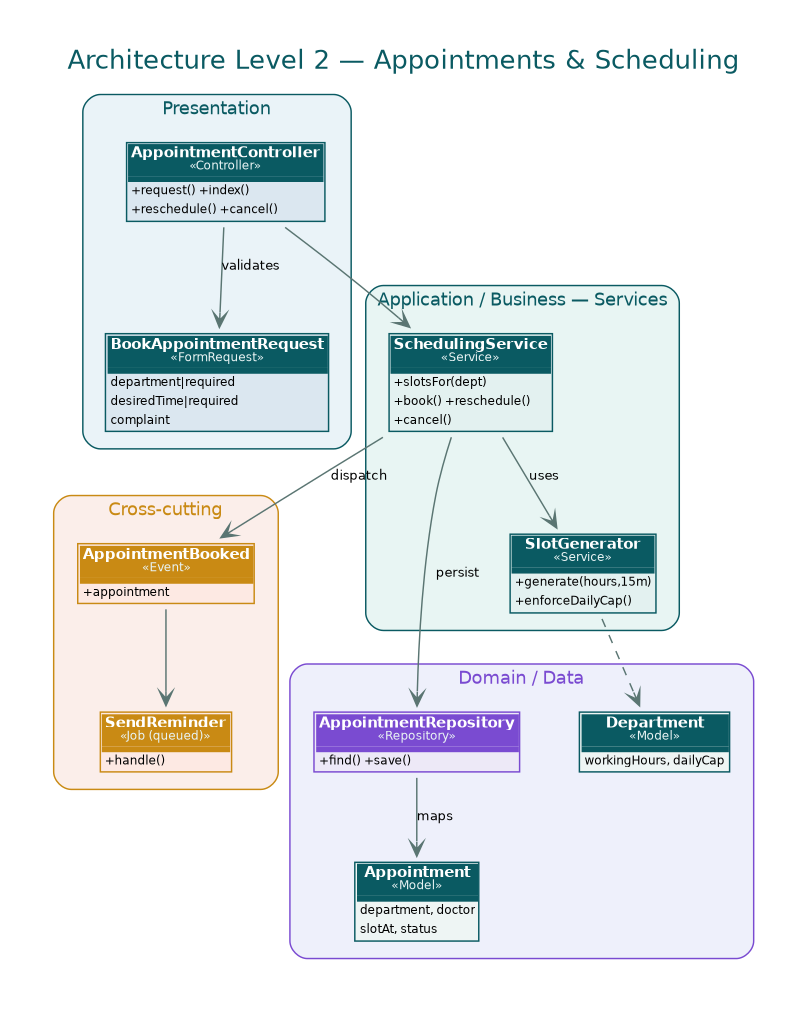 Architecture Level 2 — Appointments & Scheduling
Presentation
AppointmentController
«Controller»
+request() +index()
+reschedule() +cancel()
validates
BookAppointmentRequest
«FormRequest»
department|required
desiredTime|required
complaint
Application / Business — Services
SchedulingService
«Service»
+slotsFor(dept)
+book() +reschedule()
+cancel()
dispatch
uses
persist
SlotGenerator
«Service»
+generate(hours,15m)
+enforceDailyCap()
Cross-cutting
AppointmentBooked
«Event»
+appointment
SendReminder
«Job (queued)»
+handle()
Domain / Data
AppointmentRepository
«Repository»
+find() +save()
Department
«Model»
workingHours, dailyCap
maps
Appointment
«Model»
department, doctor
slotAt, status